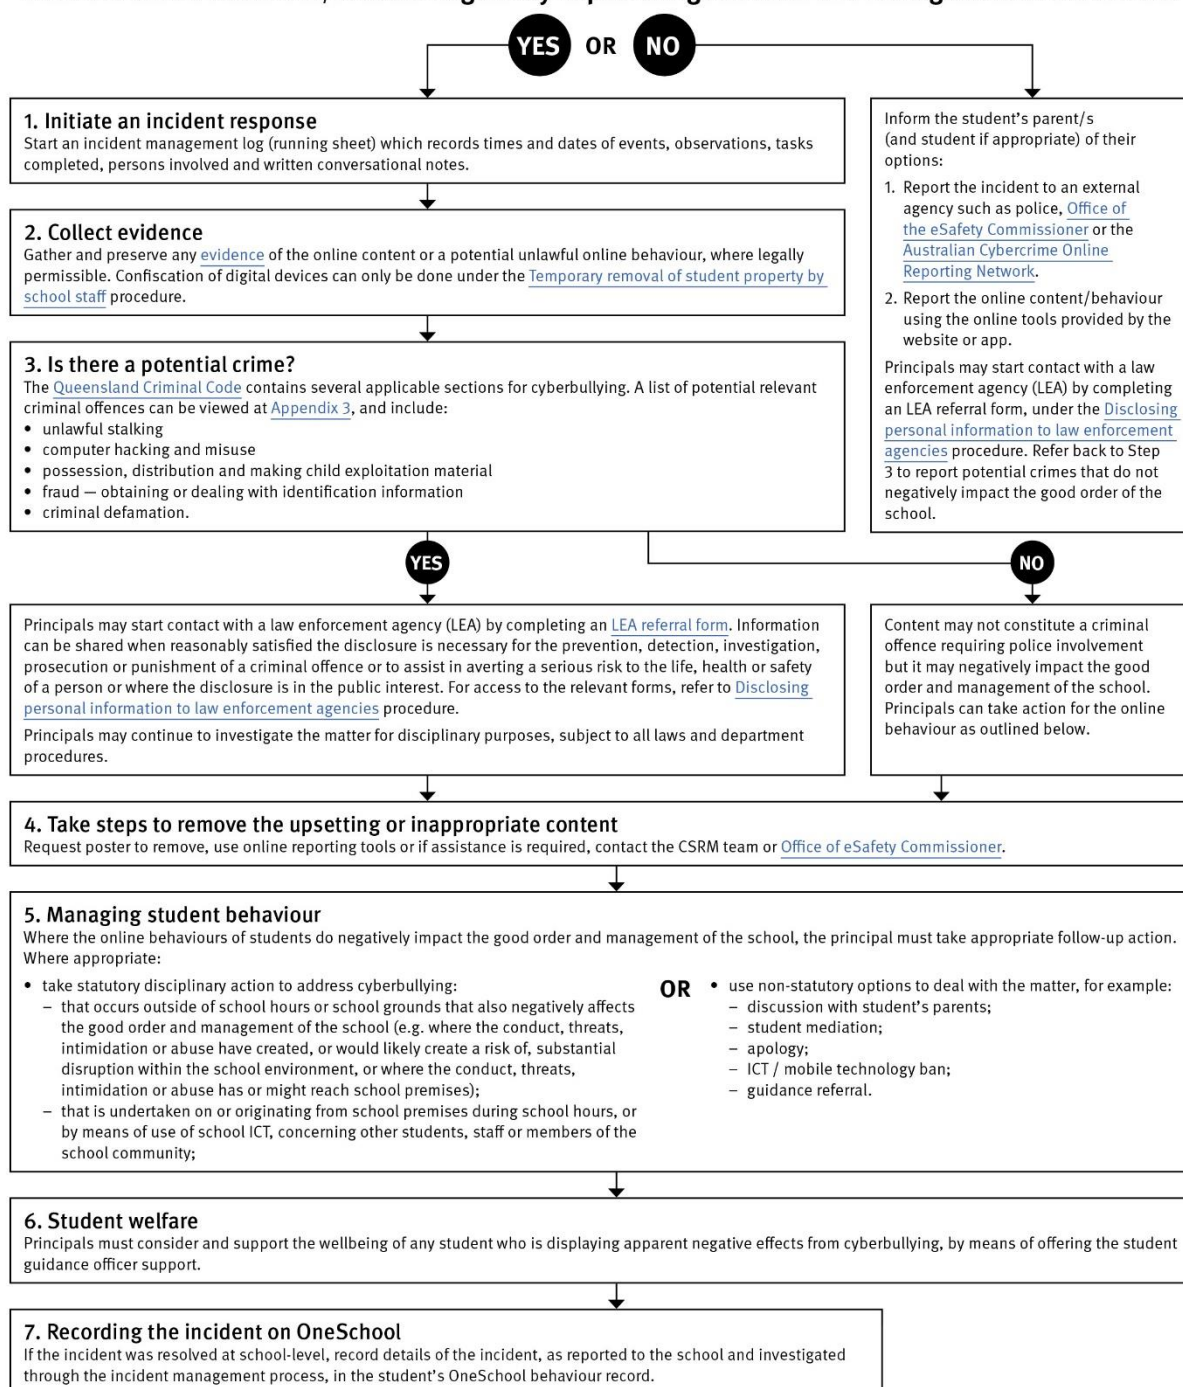 YES OR NO
1. Initiate an incident response
Start an incident management log (running sheet) which records times and dates of events, observations, tasks
completed, persons involved and written conversational notes.
2. Collect evidence
Gather and preserve any evidence of the online content or a potential unlawful online behaviour, where legally
permissible. Confiscation of digital devices can only be done under the Temporary removal of student property by
school staff procedure.
3. Is there a potential crime?
The Queensland Criminal Code contains several applicable sections for cyberbullying. A list of potential relevant
criminal offences can be viewed at Appendix 3, and include:
• unlawful stalking
• computer hacking and misuse
• possession, distribution and making child exploitation material
• fraud — obtaining or dealing with identification information
• criminal defamation.
Inform the student's parent/s
(and student if appropriate) of their
options:
1. Report the incident to an external
agency such as police, Office of
the eSafety Commissioner or the
Australian Cybercrime Online
Reporting Network.
2. Report the online content/behaviour
using the online tools provided by the
website or app.
Principals may start contact with a law
enforcement agency (LEA) by completing
an LEA referral form, under the Disclosing
personal information to law enforcement
agencies procedure. Refer back to Step
3 to report potential crimes that do not
negatively impact the good order of the
school.
YES
NO
Principals may start contact with a law enforcement agency (LEA) by completing an LEA referral form. Information
can be shared when reasonably satisfied the disclosure is necessary for the prevention, detection, investigation,
prosecution or punishment of a criminal offence or to assist in averting a serious risk to the life, health or safety
of a person or where the disclosure is in the public interest. For access to the relevant forms, refer to Disclosing
personal information to law enforcement agencies procedure.
Principals may continue to investigate the matter for disciplinary purposes, subject to all laws and department
procedures.
Content may not constitute a criminal
offence requiring police involvement
but it may negatively impact the good
order and management of the school.
Principals can take action for the online
behaviour as outlined below.
4. Take steps to remove the upsetting or inappropriate content
Request poster to remove, use online reporting tools or if assistance is required, contact the CSRM team or Office of eSafety Commissioner.
5. Managing student behaviour
Where the online behaviours of students do negatively impact the good order and management of the school, the principal must take appropriate follow-up action.
Where appropriate:
• take statutory disciplinary action to address cyberbullying:
– that occurs outside of school hours or school grounds that also negatively affects
the good order and management of the school (e.g. where the conduct, threats,
intimidation or abuse have created, or would likely create a risk of, substantial
disruption within the school environment, or where the conduct, threats,
intimidation or abuse has or might reach school premises);
– that is undertaken on or originating from school premises during school hours, or
by means of use of school ICT, concerning other students, staff or members of the
school community;
OR
• use non-statutory options to deal with the matter, for example:
– discussion with student's parents;
– student mediation;
– apology;
– ICT / mobile technology ban;
– guidance referral.
6. Student welfare
Principals must consider and support the wellbeing of any student who is displaying apparent negative effects from cyberbullying, by means of offering the student
guidance officer support.
7. Recording the incident on OneSchool
If the incident was resolved at school-level, record details of the incident, as reported to the school and investigated
through the incident management process, in the student's OneSchool behaviour record.